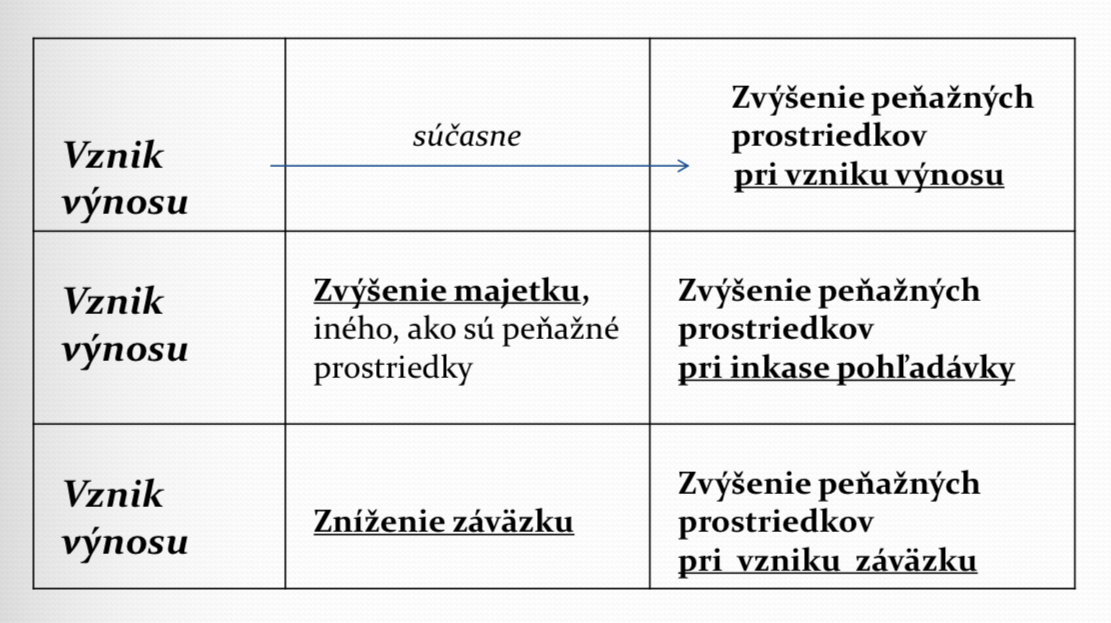 Vznik
výnosu
súčasne
Zvýšenie peňažných
prostriedkov
pri vzniku výnosu
Vznik
výnosu
Zvýšenie majetku,
iného, ako sú peňažné
prostriedky
Zvýšenie peňažných
prostriedkov
pri inkase pohľadávky
Vznik
výnosu
Zníženie záväzku
Zvýšenie peňažných
prostriedkov
pri vzniku záväzku